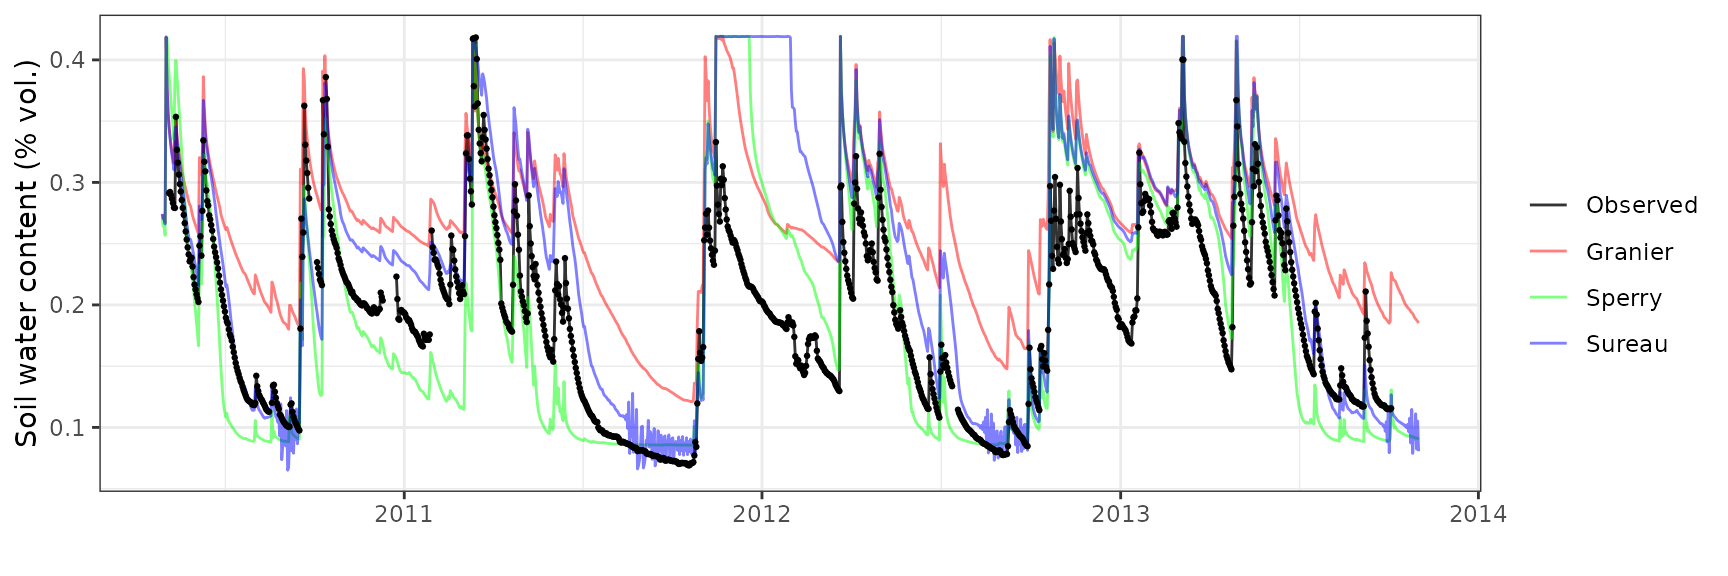 Soil water content (% vol.)
0.4
0.3
0.2
0.1
2011
2012
2013
2014
Observed
Granier
Sperry
Sureau